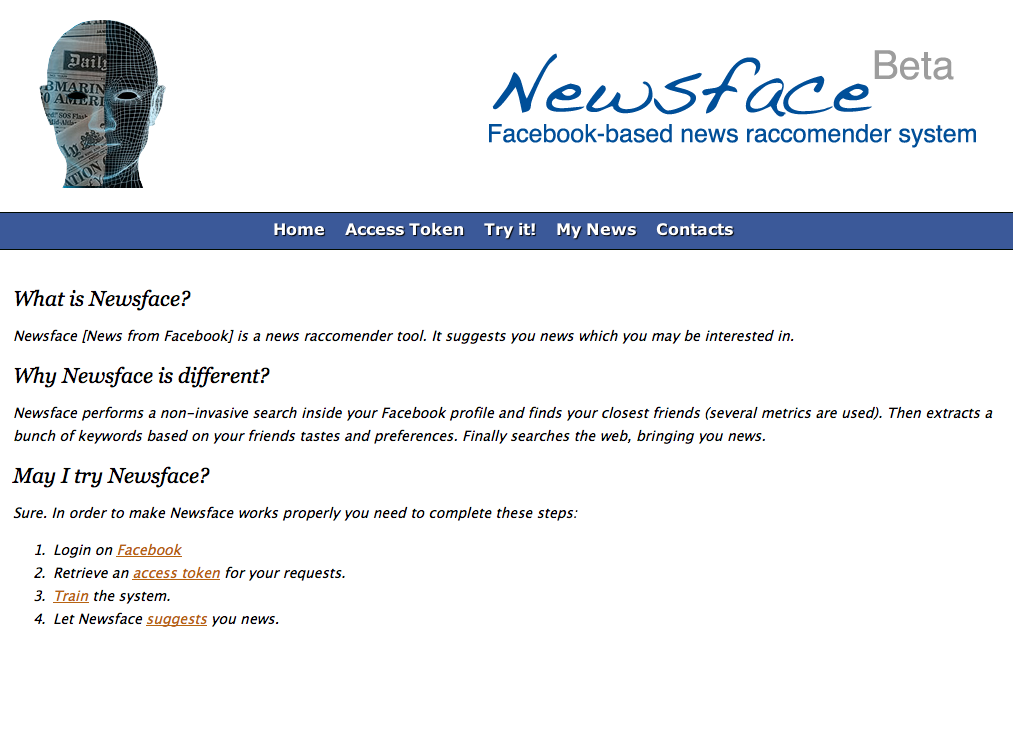 Daily
BMARIN
O AMERI
Newsface Beta
Facebook-based news raccomender system
Home Access Token Try it! My News Contacts
What is Newsface?
Newsface [News from Facebook] is a news raccomender tool. It suggests you news which you may be interested in.
Why Newsface is different?
Newsface performs a non-invasive search inside your Facebook profile and finds your closest friends (several metrics are used). Then extracts a
bunch of keywords based on your friends tastes and preferences. Finally searches the web, bringing you news.
May I try Newsface?
Sure. In order to make Newsface works properly you need to complete these steps:
1. Login on Facebook
2. Retrieve an access token for your requests.
3. Train the system.
4. Let Newsface suggests you news.